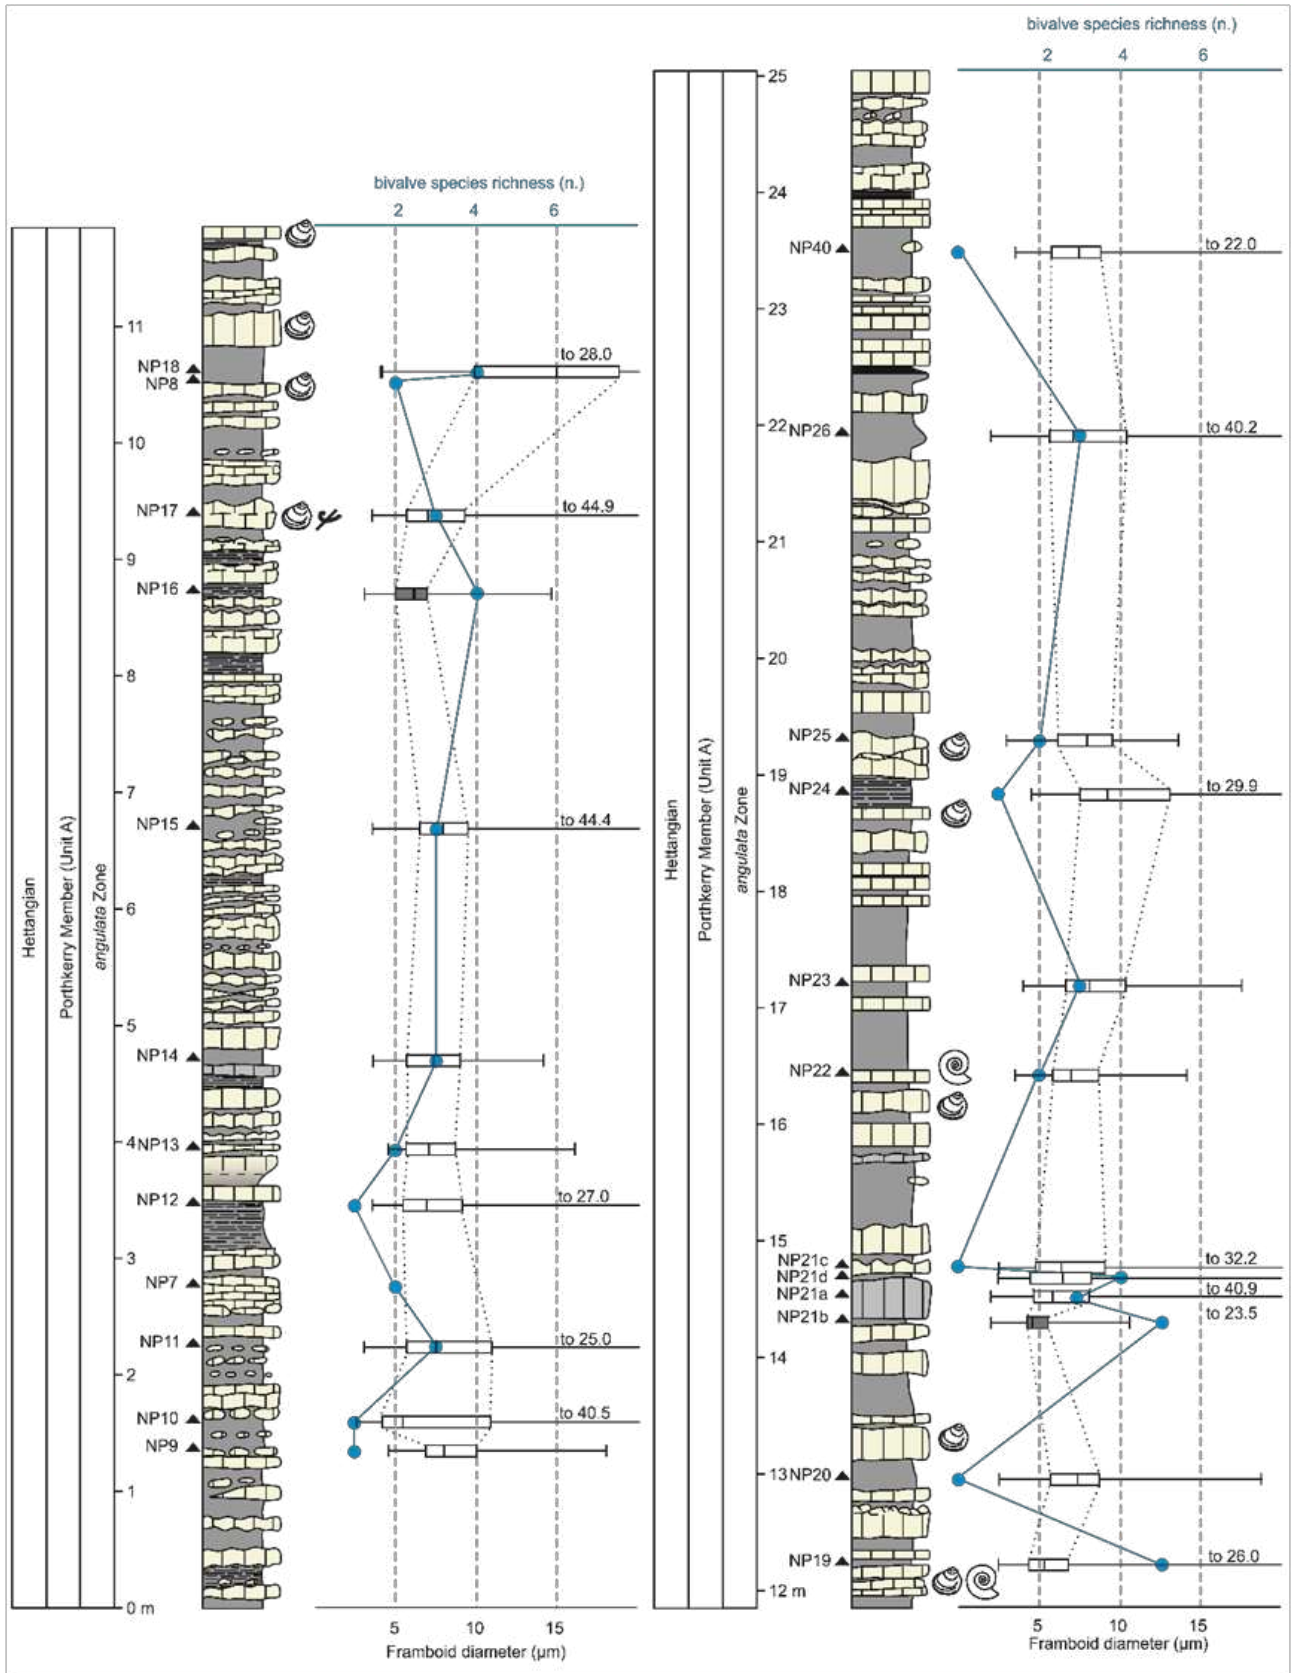 bivalve species richness (n.)
2 4 6
Hettangian
Porthkerry Member (Unit A)
angulata Zone
11
10
9
8
7
6
5
4
3
2
1
0 m
NP18
NP8
NP17
NP16
NP15
NP14
NP13
NP12
NP7
NP11
NP10
NP9
to 28.0
to 44.9
to 44.4
to 27.0
to 25.0
to 40.5
5 10 15
Framboid diameter (µm)
bivalve species richness (n.)
2 4 6
Hettangian
Porthkerry Member (Unit A)
angulata Zone
25
24
23
22
21
20
19
18
17
16
15
14
13
12 m
NP40
NP26
NP25
NP24
NP23
NP22
NP21c
NP21d
NP21a
NP21b
NP20
NP19
to 22.0
to 40.2
to 29.9
to 32.2
to 40.9
to 23.5
to 26.0
5 10 15
Framboid diameter (µm)